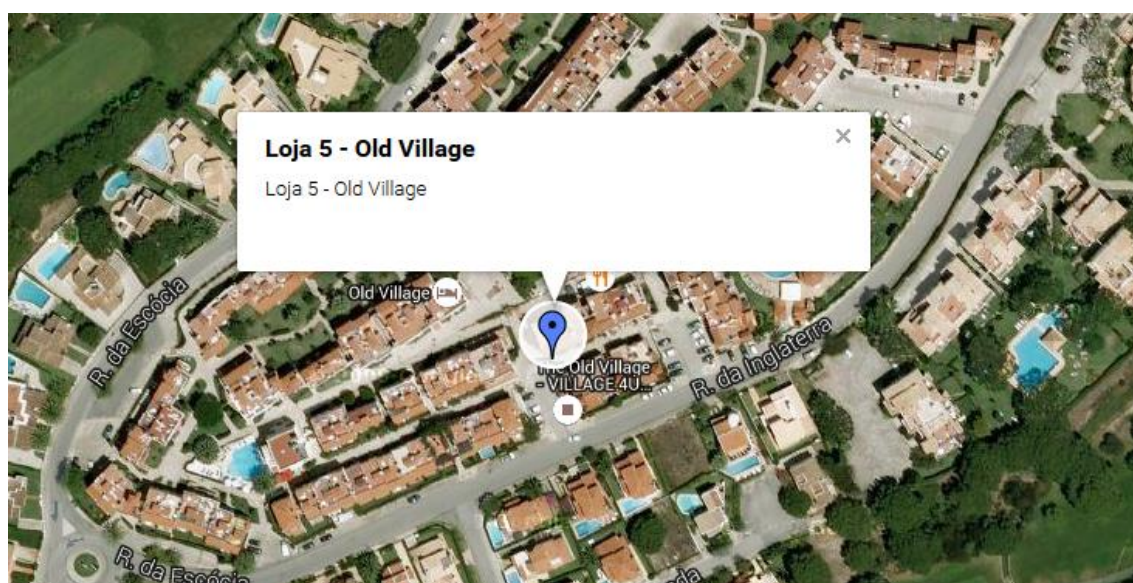 Loja 5 - Old Village
Loja 5 - Old Village
Old Village
R. da Escócia
The Old Village
- VILLAGE 4U...
R. da Inglaterra
R. da Escócia